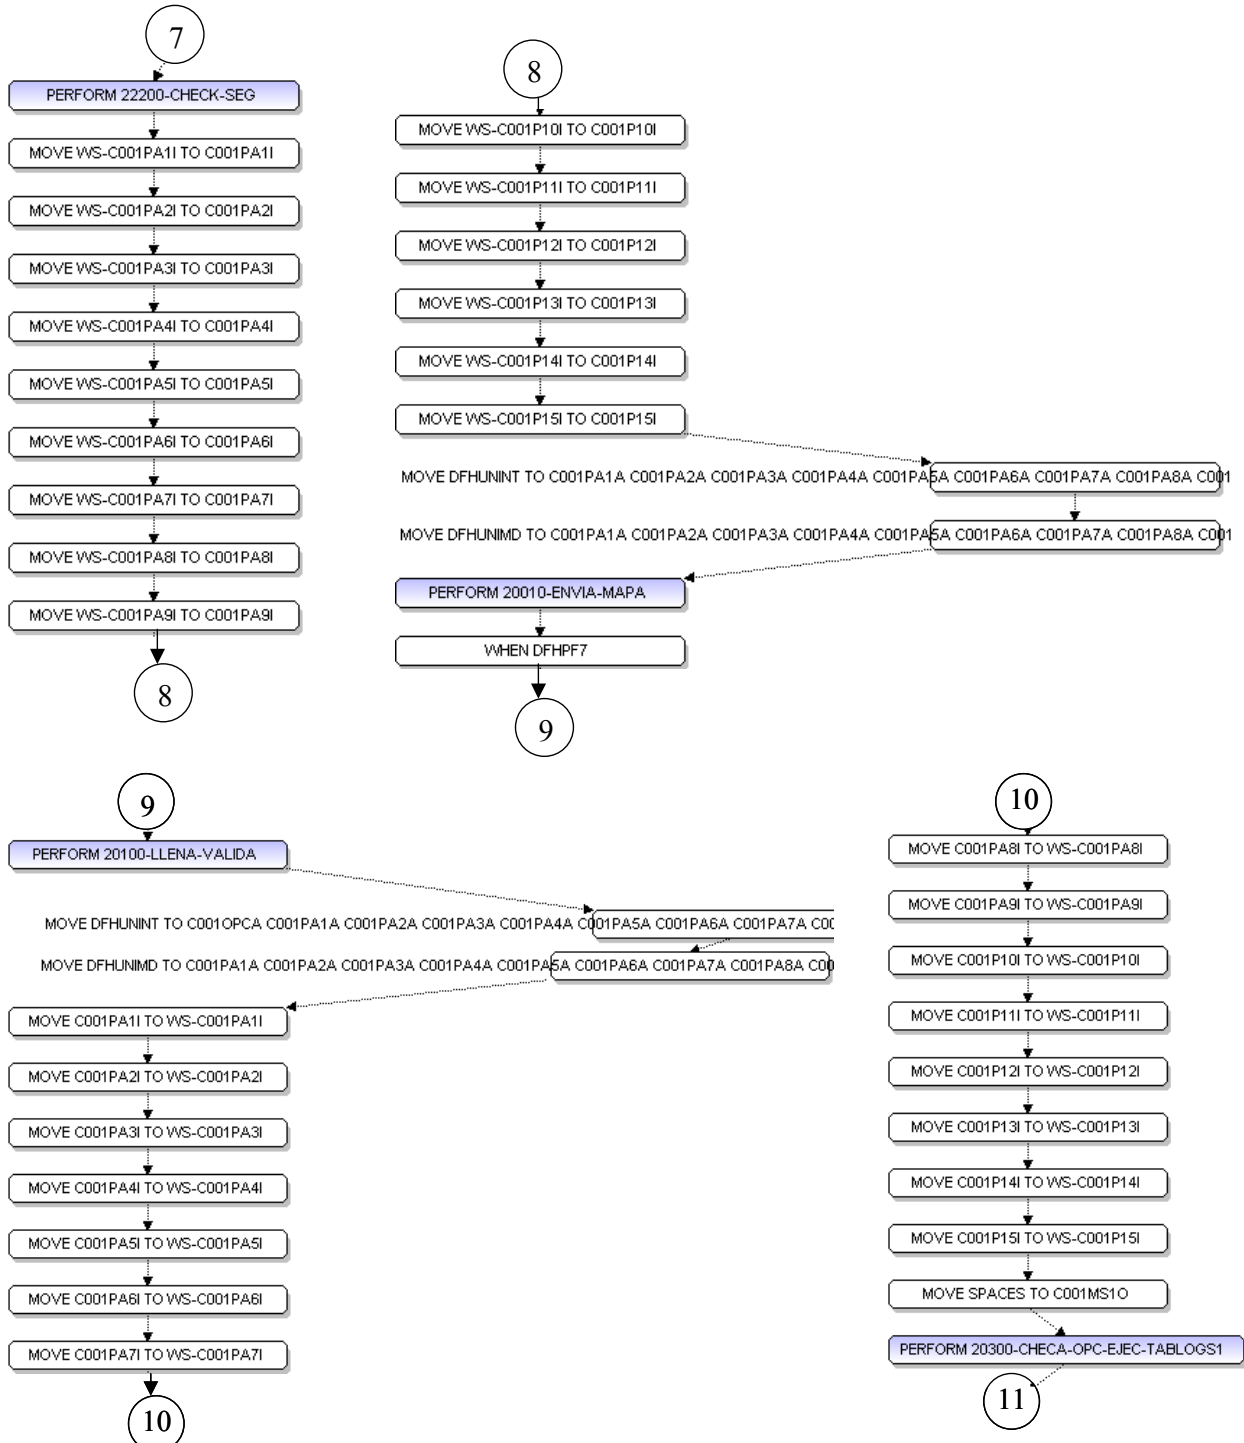 7
PERFORM 22200-CHECK-SEG
MOVE WS-C001PA1I TO C001PA1I
MOVE WS-C001PA2I TO C001PA2I
MOVE WS-C001PA3I TO C001PA3I
MOVE WS-C001PA4I TO C001PA4I
MOVE WS-C001PA5I TO C001PA5I
MOVE WS-C001PA6I TO C001PA6I
MOVE WS-C001PA7I TO C001PA7I
MOVE WS-C001PA8I TO C001PA8I
MOVE WS-C001PA9I TO C001PA9I
8
8
MOVE WS-C001P10I TO C001P10I
MOVE WS-C001P11I TO C001P11I
MOVE WS-C001P12I TO C001P12I
MOVE WS-C001P13I TO C001P13I
MOVE WS-C001P14I TO C001P14I
MOVE WS-C001P15I TO C001P15I
MOVE DFHUNINT TO C001PA1A C001PA2A C001PA3A C001PA4A C001PA5A C001PA6A C001PA7A C001PA8A C001
MOVE DFHUNIMD TO C001PA1A C001PA2A C001PA3A C001PA4A C001PA5A C001PA6A C001PA7A C001PA8A C001
PERFORM 20010-ENVIA-MAPA
WHEN DFHPF7
9
9
PERFORM 20100-LLENA-VALIDA
MOVE DFHUNINT TO C001OPCA C001PA1A C001PA2A C001PA3A C001PA4A C001PA5A C001PA6A C001PA7A C00
MOVE DFHUNIMD TO C001PA1A C001PA2A C001PA3A C001PA4A C001PA5A C001PA6A C001PA7A C001PA8A C00
MOVE C001PA1I TO WS-C001PA1I
MOVE C001PA2I TO WS-C001PA2I
MOVE C001PA3I TO WS-C001PA3I
MOVE C001PA4I TO WS-C001PA4I
MOVE C001PA5I TO WS-C001PA5I
MOVE C001PA6I TO WS-C001PA6I
MOVE C001PA7I TO WS-C001PA7I
10
10
MOVE C001PA8I TO WS-C001PA8I
MOVE C001PA9I TO WS-C001PA9I
MOVE C001P10I TO WS-C001P10I
MOVE C001P11I TO WS-C001P11I
MOVE C001P12I TO WS-C001P12I
MOVE C001P13I TO WS-C001P13I
MOVE C001P14I TO WS-C001P14I
MOVE C001P15I TO WS-C001P15I
MOVE SPACES TO C001MS1O
PERFORM 20300-CHECA-OPC-EJEC-TABLOGS1
11